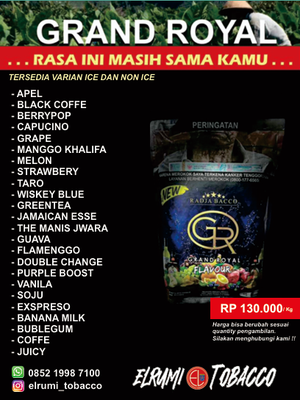 GRAND ROYAL
... RASA INI MASIH SAMA KAMU ...
TERSEDIA VARIAN ICE DAN NON ICE
- APEL
- BLACK COFFE
- BERRYPOP
- CAPUCINO
- GRAPE
- MANGGO KHALIFA
- MELON
- STRAWBERY
- TARO
- WISKEY BLUE
- GREENTEA
- JAMAICAN ESSE
- THE MANIS JWARA
- GUAVA
- FLAMENGGO
- DOUBLE CHANGE
- PURPLE BOOST
- VANILA
- SOJU
- EXSPRESO
- BANANA MILK
- BUBLEGUM
- COFFE
- JUICY
PERINGATAN
NEW
RADJA BACCO
GR
GRAND ROYAL
FLAVOUR
RP 130.000/ Kg
Harga bisa berubah sesuai
quantity pengambilan.
Silakan menghubungi kami !!
0852 1998 7100
elrumi_tobacco
ELRUMI TOBACCO